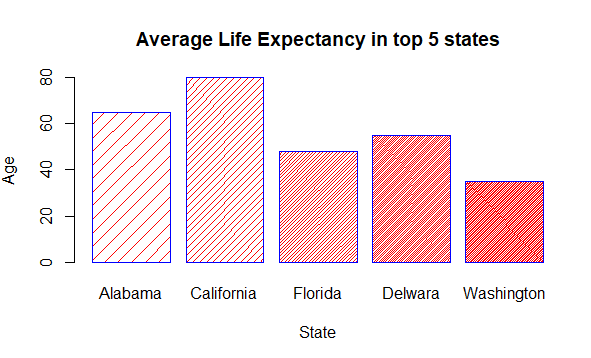 Average Life Expectancy in top 5 states
Age
80
60
40
20
0
Alabama California Florida Delwara Washington
State